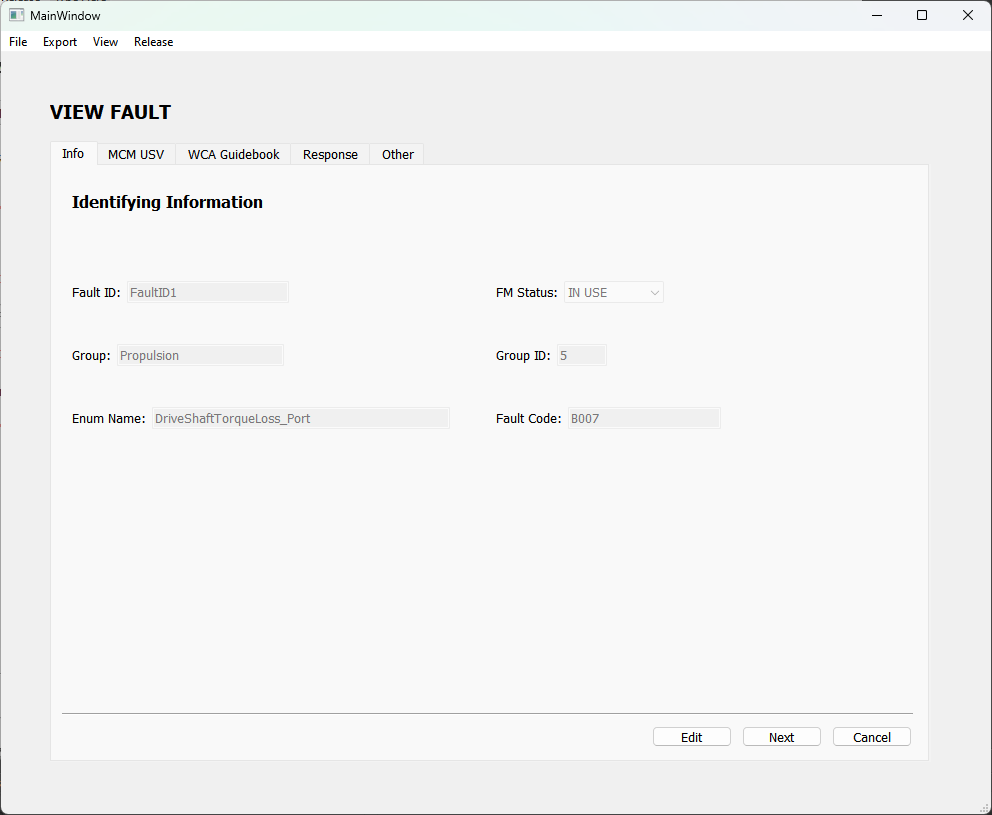 MainWindow
File Export View Release
VIEW FAULT
Info MCM USV WCA Guidebook Response Other
Identifying Information
Fault ID: FaultID1 FM Status: IN USE
Group: Propulsion Group ID: 5
Enum Name: DriveShaftTorqueLoss_Port Fault Code: B007
Edit Next Cancel